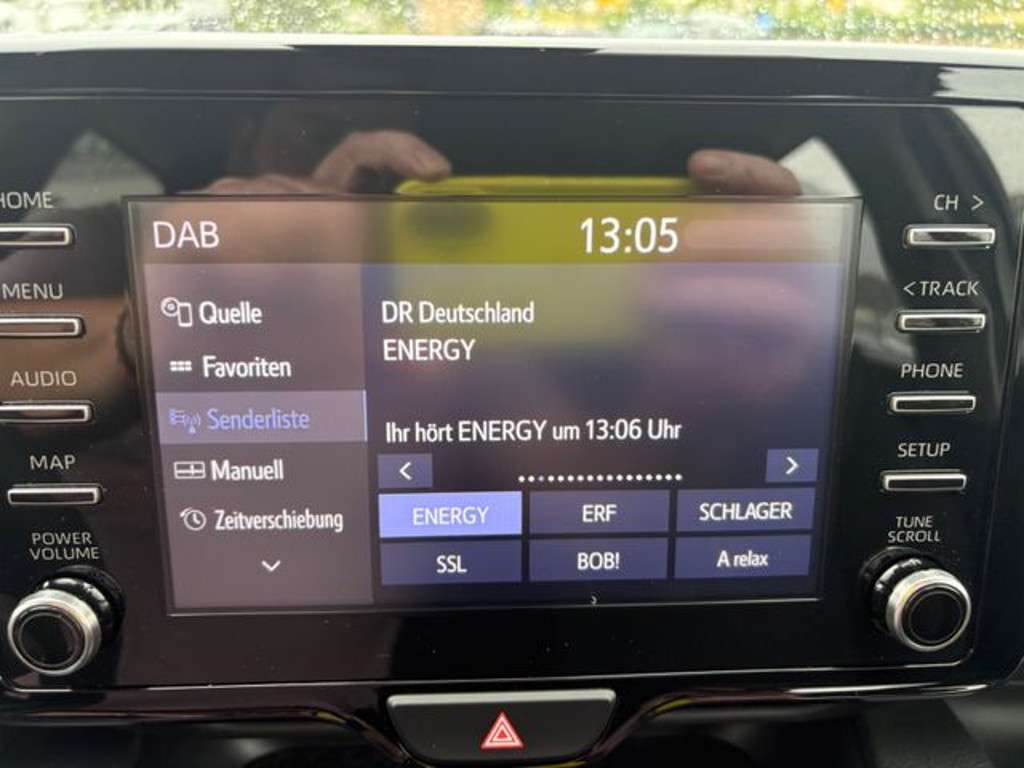 DAB
13:05
HOME
MENU
AUDIO
MAP
POWER
VOLUME
Quelle
Favoriten
Senderliste
Manuell
Zeitverschiebung
DR Deutschland
ENERGY
Ihr hört ENERGY um 13:06 Uhr
< >
ENERGY ERF SCHLAGER
SSL BOB! A relax
CH >
< TRACK
PHONE
SETUP
TUNE
SCROLL